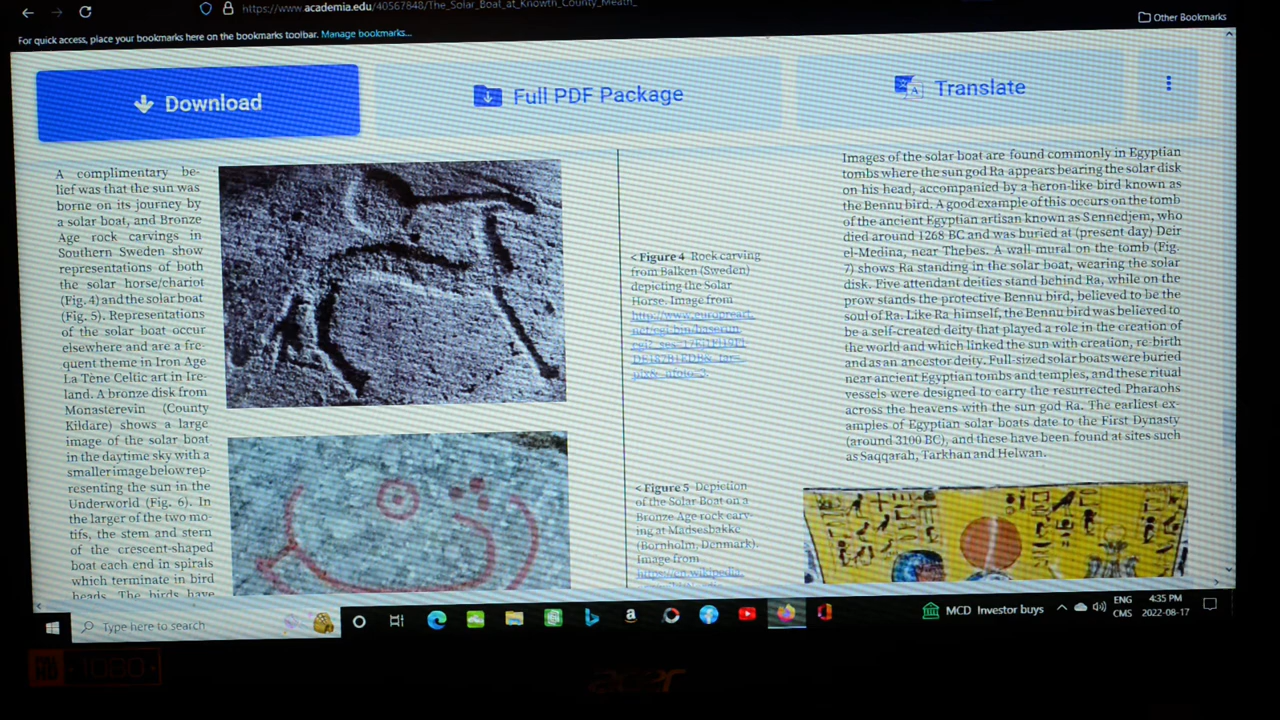 https://www.academia.edu/40567848/The_Solar_Boat_at_Knowth_County_Meath_
Other Bookmarks
For quick access, place your bookmarks here on the bookmarks toolbar. Manage bookmarks...
Download
Full PDF Package
Translate
A complimentary be-
lief was that the sun was
borne on its journey by
a solar boat, and Bronze
Age rock carvings in
Southern Sweden show
representations of both
the solar horse/chariot
(Fig. 4) and the solar boat
(Fig. 5). Representations
of the solar boat occur
elsewhere and are a fre-
quent theme in Iron Age
La Tène Celtic art in Ire-
land. A bronze disk from
Monasterevin (County
Kildare) shows a large
image of the solar boat
in the daytime sky with a
smaller image below rep-
resenting the sun in the
Underworld (Fig. 6). In
the larger of the two mo-
tifs, the stem and stern
of the crescent-shaped
boat each end in spirals
which terminate in bird
heads. The birds have
< Figure 4 Rock carving
from Balken (Sweden)
depicting the Solar
Horse. Image from
< Figure 5 Depiction
of the Solar Boat on a
Bronze Age rock carv-
ing at Madsesbakke
(Bornholm, Denmark).
Image from
https://en.wikipedia.
Images of the solar boat are found commonly in Egyptian
tombs where the sun god Ra appears bearing the solar disk
on his head, accompanied by a heron-like bird known as
the Bennu bird. A good example of this occurs on the tomb
of the ancient Egyptian artisan known as Sennedjem, who
died around 1268 BC and was buried at (present day) Deir
el-Medina, near Thebes. A wall mural on the tomb (Fig.
7) shows Ra standing in the solar boat, wearing the solar
disk. Five attendant deities stand behind Ra, while on the
prow stands the protective Bennu bird, believed to be the
soul of Ra. Like Ra himself, the Bennu bird was believed to
be a self-created deity that played a role in the creation of
the world and which linked the sun with creation, re-birth
and as an ancestor deity. Full-sized solar boats were buried
near ancient Egyptian tombs and temples, and these ritual
vessels were designed to carry the resurrected Pharaohs
across the heavens with the sun god Ra. The earliest ex-
amples of Egyptian solar boats date to the First Dynasty
(around 3100 BC), and these have been found at sites such
as Saqqarah, Tarkhan and Helwan.
Type here to search
MCD Investor buys
ENG
CMS
4:35 PM
2022-08-17
acer